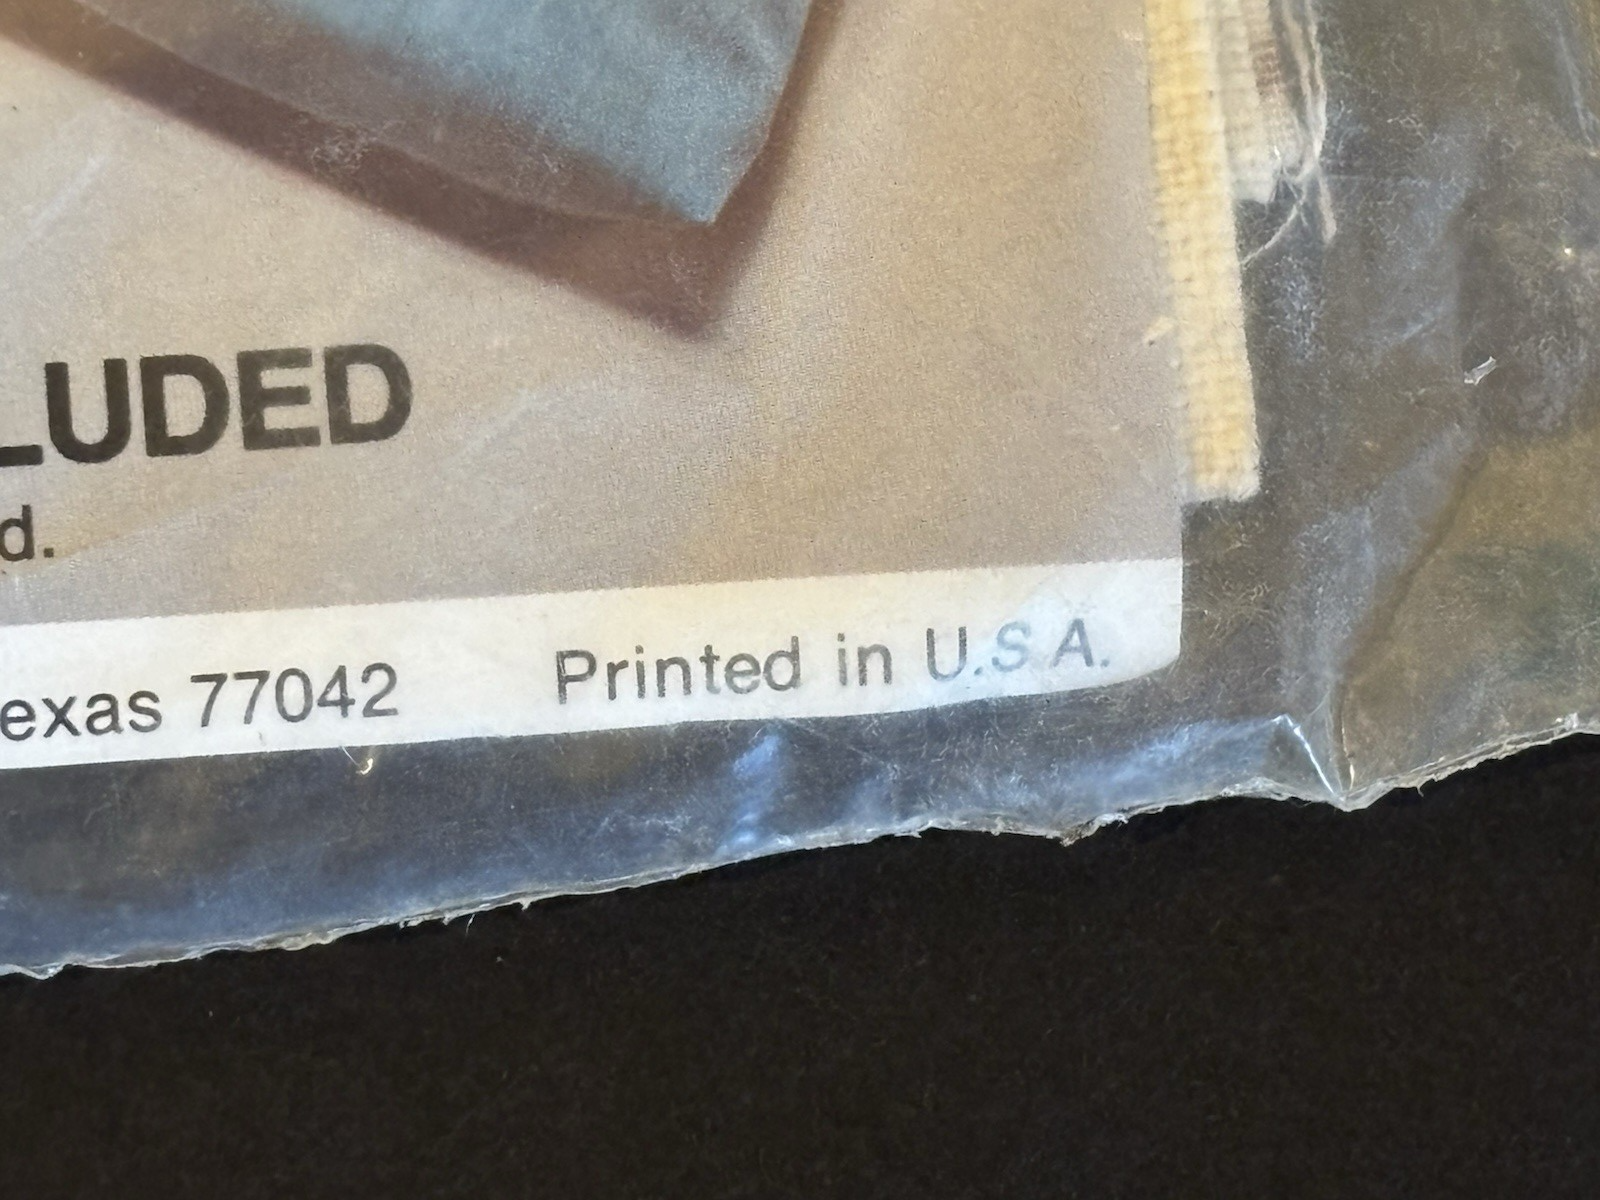 LUDED
d.
exas 77042 Printed in U.S.A.